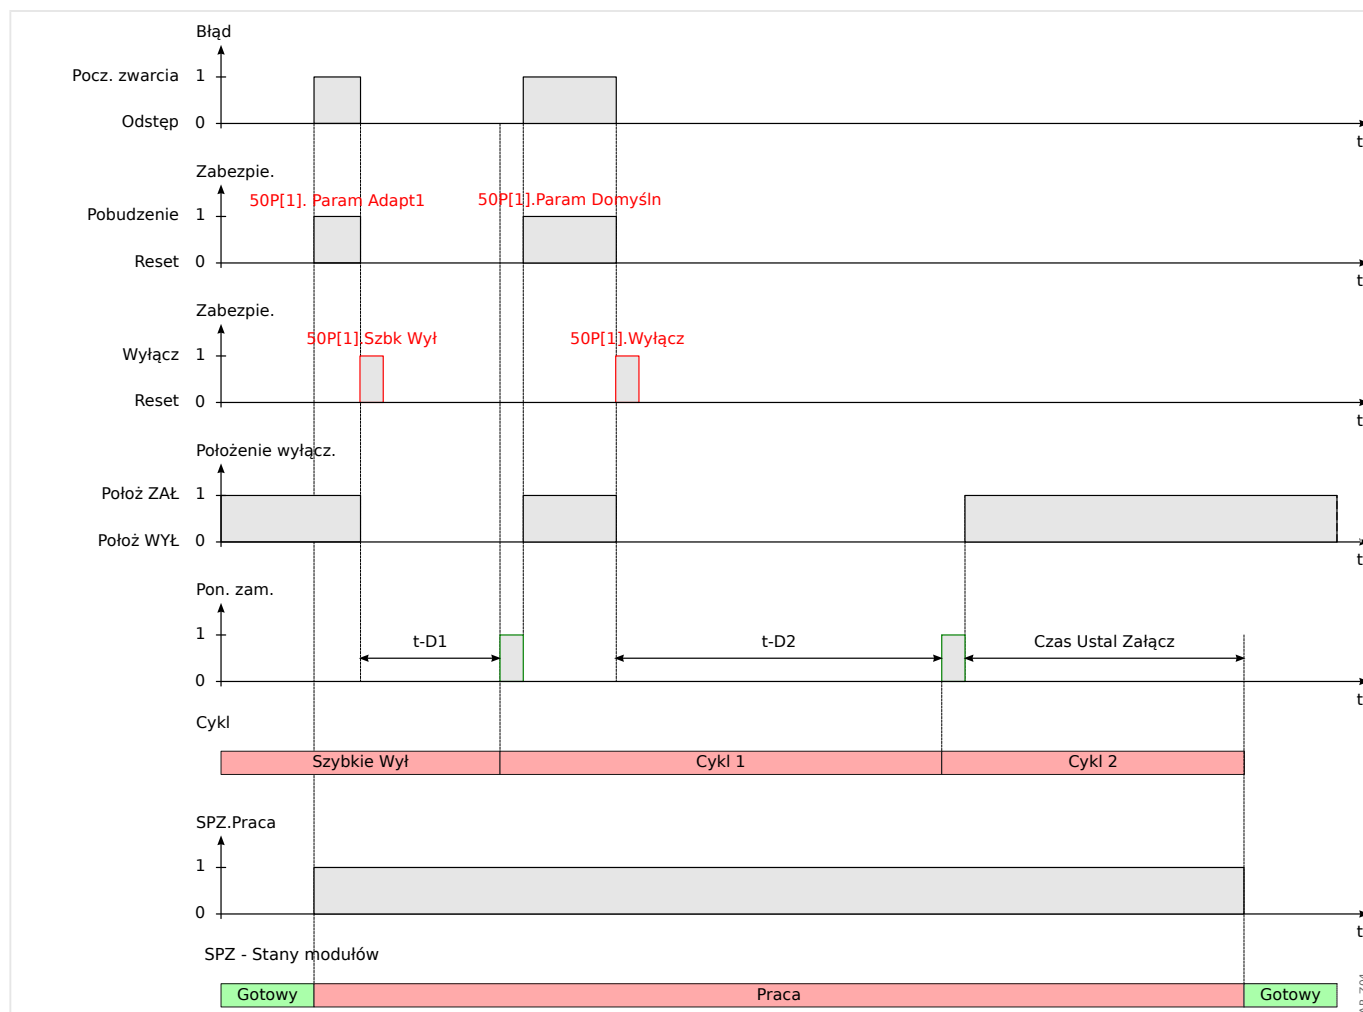 Błąd
Pocz. zwarcia 1
Odstęp 0
t
Zabezpie.
50P[1]. Param Adapt1 50P[1].Param Domyśln
Pobudzenie 1
Reset 0
t
Zabezpie.
50P[1].Szbk Wył 50P[1].Wyłącz
Wyłącz 1
Reset 0
t
Położenie wyłącz.
Położ ZAŁ 1
Położ WYŁ 0
t
Pon. zam.
1 t-D1 t-D2 Czas Ustal Załącz
0
t
Cykl
Szybkie Wył Cykl 1 Cykl 2
SPZ.Praca
1
0
t
SPZ - Stany modułów
Gotowy Praca Gotowy